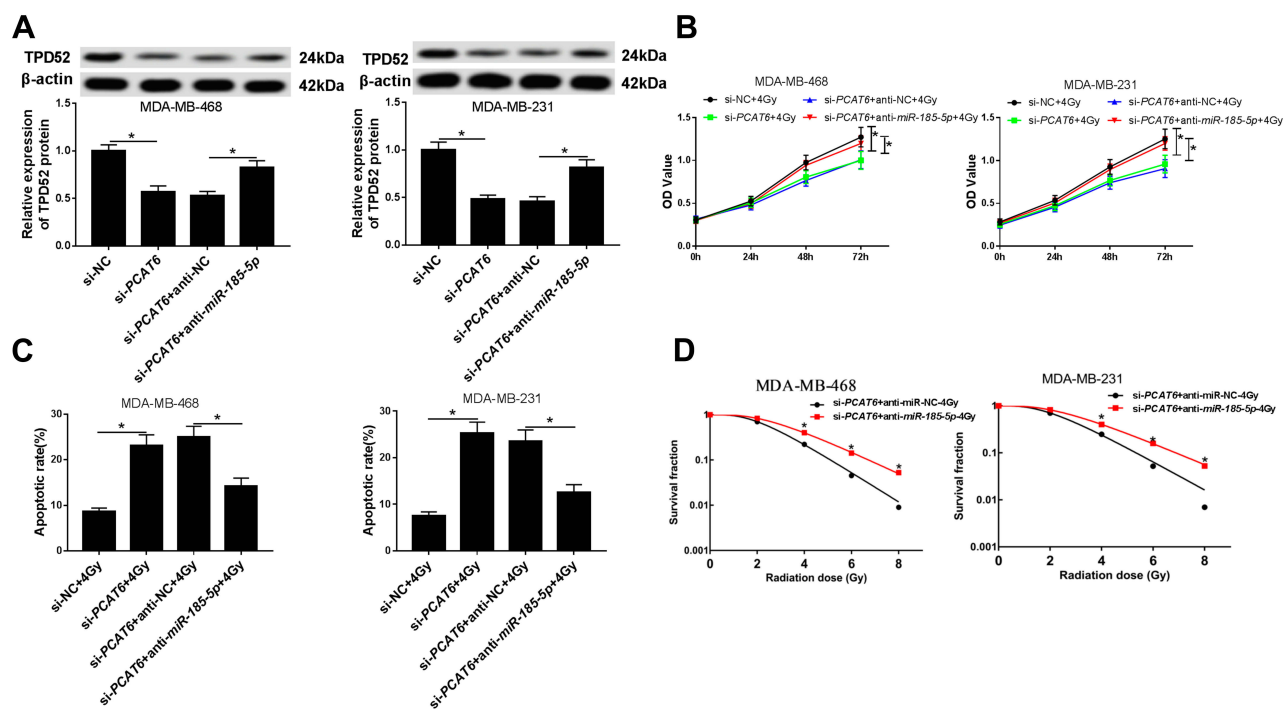 A
TPD52
24kDa
β-actin
42kDa
MDA-MB-468
Relative expression
of TPD52 protein
1.5
1.0
0.5
0.0
*
*
si-NC
si-PCAT6
si-PCAT6+anti-NC
si-PCAT6+anti-miR-185-5p
TPD52
24kDa
β-actin
42kDa
MDA-MB-231
Relative expression
of TPD52 protein
1.5
1.0
0.5
0.0
*
*
si-NC
si-PCAT6
si-PCAT6+anti-NC
si-PCAT6+anti-miR-185-5p
B
MDA-MB-468
si-NC+4Gy
si-PCAT6+anti-NC+4Gy
si-PCAT6+4Gy
si-PCAT6+anti-miR-185-5p+4Gy
OD Value
1.5
1.0
0.5
0.0
*
*
0h
24h
48h
72h
MDA-MB-231
si-NC+4Gy
si-PCAT6+anti-NC+4Gy
si-PCAT6+4Gy
si-PCAT6+anti-miR-185-5p+4Gy
OD Value
1.5
1.0
0.5
0.0
*
*
0h
24h
48h
72h
C
MDA-MB-468
Apoptotic rate(%)
30
20
10
0
*
*
si-NC+4Gy
si-PCAT6+4Gy
si-PCAT6+anti-NC+4Gy
si-PCAT6+anti-miR-185-5p+4Gy
MDA-MB-231
Apoptotic rate(%)
30
20
10
0
*
*
si-NC+4Gy
si-PCAT6+4Gy
si-PCAT6+anti-NC+4Gy
si-PCAT6+anti-miR-185-5p+4Gy
D
MDA-MB-468
si-PCAT6+anti-miR-NC-4Gy
si-PCAT6+anti-miR-185-5p-4Gy
Survival fraction
1
0.1
0.01
0.001
*
*
*
0
2
4
6
8
Radiation dose (Gy)
MDA-MB-231
si-PCAT6+anti-miR-NC-4Gy
si-PCAT6+anti-miR-185-5p-4Gy
Survival fraction
1
0.1
0.01
0.001
*
*
*
0
2
4
6
8
Radiation dose (Gy)